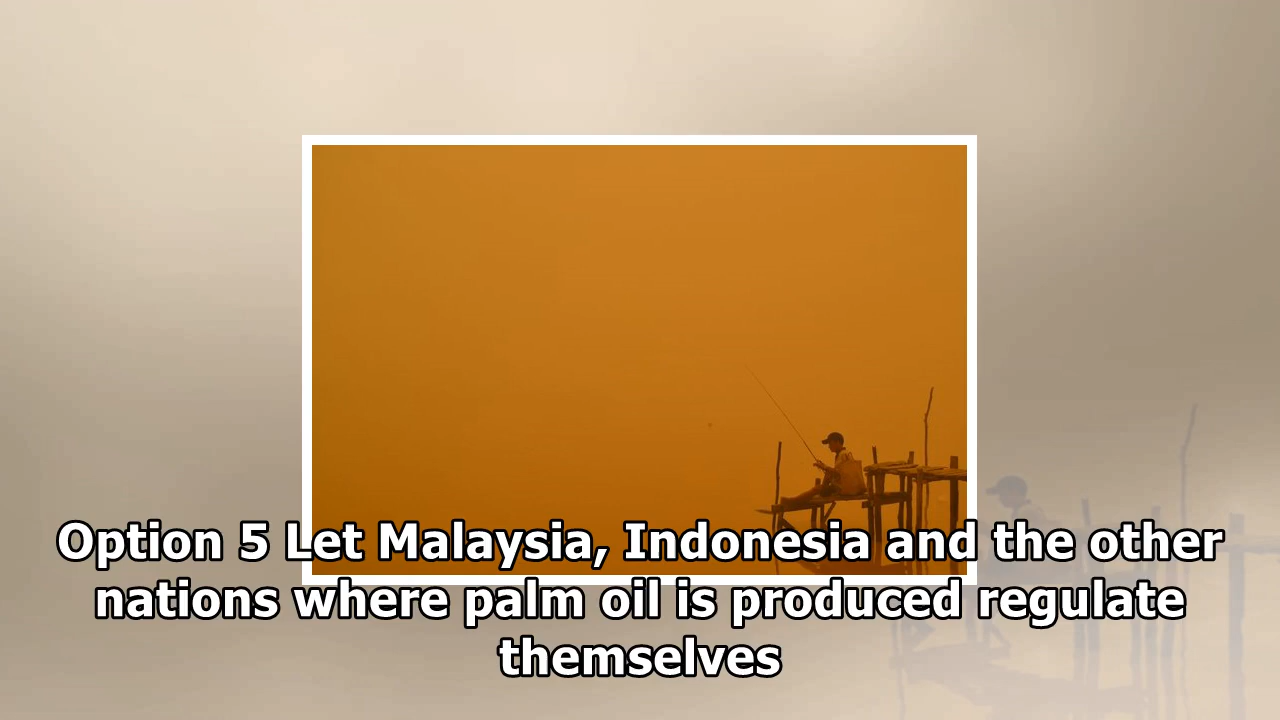 Option 5 Let Malaysia, Indonesia and the other
nations where palm oil is produced regulate
themselves